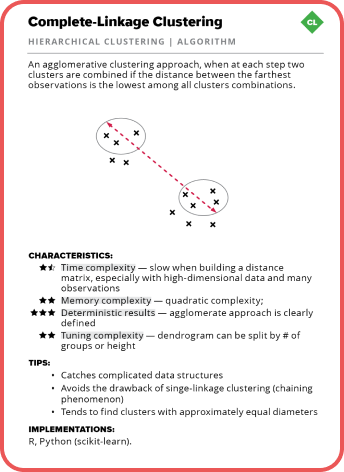 Complete-Linkage Clustering
CL
HIERARCHICAL CLUSTERING | ALGORITHM
An agglomerative clustering approach, when at each step two
clusters are combined if the distance between the farthest
observations is the lowest among all clusters combinations.
CHARACTERISTICS:
Time complexity — slow when building a distance
matrix, especially with high-dimensional data and many
observations
Memory complexity — quadratic complexity;
Deterministic results — agglomerate approach is clearly
defined
Tuning complexity — dendrogram can be split by # of
groups or height
TIPS:
• Catches complicated data structures
• Avoids the drawback of singe-linkage clustering (chaining
phenomenon)
• Tends to find clusters with approximately equal diameters
IMPLEMENTATIONS:
R, Python (scikit-learn).